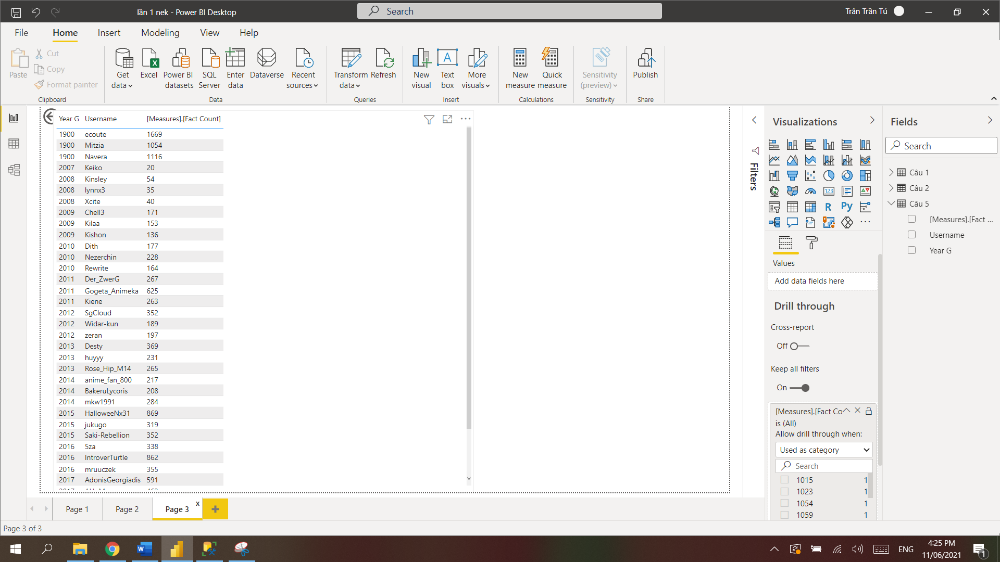 lần 1 nek - Power BI Desktop
Search
Trân Trần Tú
File
Home
Insert
Modeling
View
Help
Paste
Cut
Copy
Format painter
Clipboard
Get data
Excel
Power BI datasets
SQL Server
Enter data
Dataverse
Recent sources
Data
Transform data
Refresh
Queries
New visual
Text box
More visuals
Insert
New measure
Quick measure
Calculations
Sensitivity (preview)
Sensitivity
Publish
Share
Year G Username [Measures].[Fact Count]
1900 ecoute 1669
1900 Mitzia 1054
1900 Navera 1116
2007 Keiko 20
2008 Kinsley 54
2008 lynnx3 35
2008 Xcite 40
2009 Chell3 171
2009 Kilaa 153
2009 Kishon 136
2010 Dith 177
2010 Nezerchin 228
2010 Rewrite 164
2011 Der_ZwerG 267
2011 Gogeta_Animeka 625
2011 Kiene 263
2012 SgCloud 352
2012 Widar-kun 189
2012 zeran 197
2013 Desty 369
2013 huyyy 231
2013 Rose_Hip_M14 265
2014 anime_fan_800 217
2014 BakeruLycoris 208
2014 mkw1991 284
2015 HalloweeNx31 869
2015 jukugo 319
2015 Saki-Rebellion 352
2016 5za 338
2016 IntroverTurtle 862
2016 mruuczek 355
2017 AdonisGeorgiadis 591
Filters
Visualizations
123
R
Py
Values
Add data fields here
Drill through
Cross-report
Off
Keep all filters
On
[Measures].[Fact Co
is (All)
Allow drill through when:
Used as category
Search
1015 1
1023 1
1054 1
1059 1
Fields
Search
Câu 1
Câu 2
Câu 5
[Measures].[Fact ...
Username
Year G
Page 1
Page 2
Page 3
x
Page 3 of 3
ENG
4:25 PM
11/06/2021
1